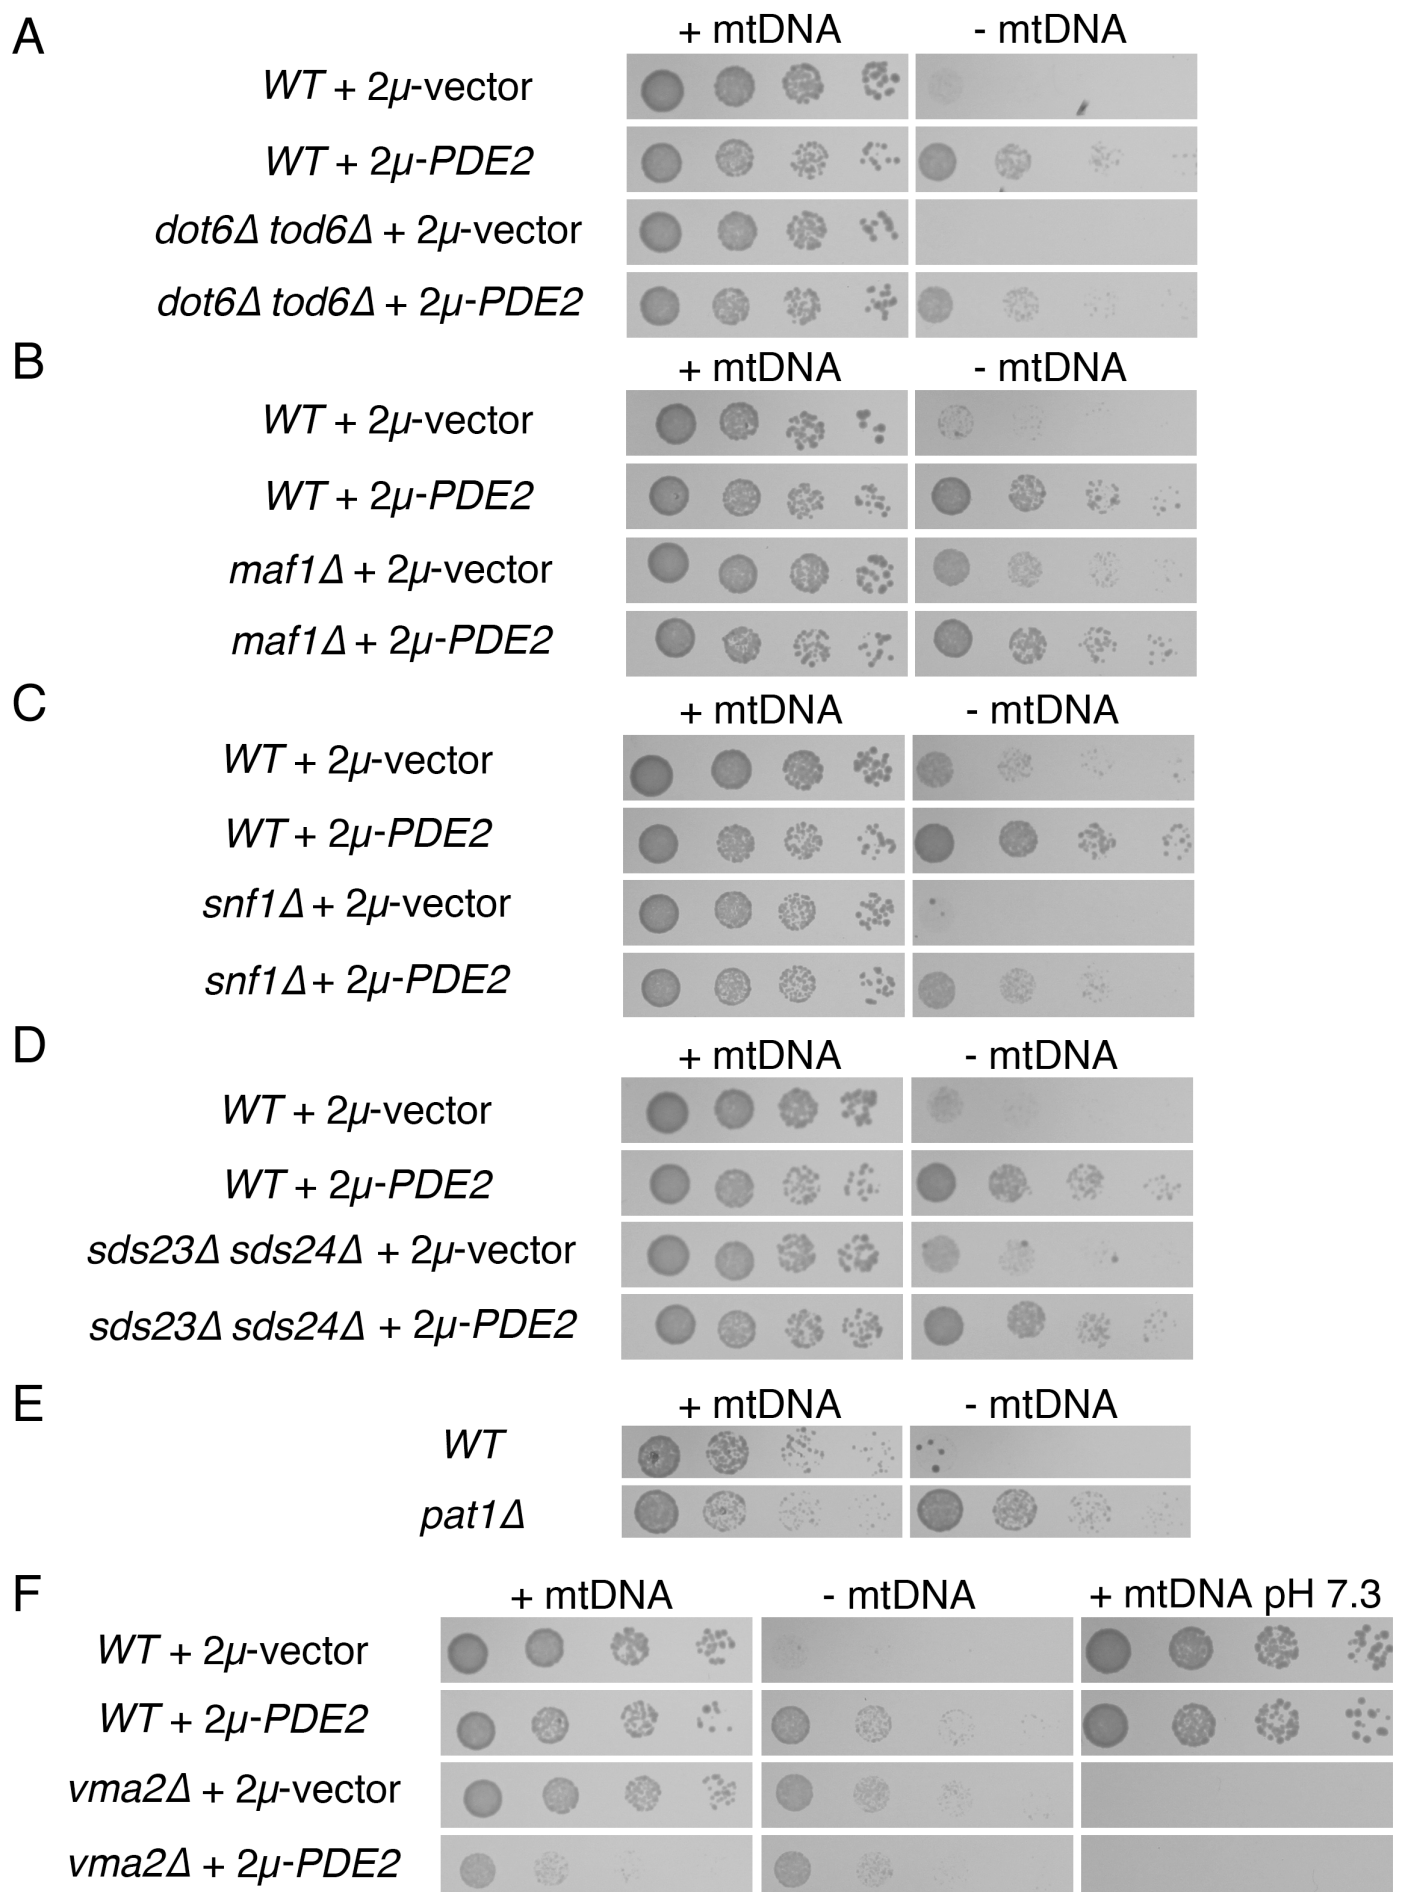 A
+ mtDNA - mtDNA
WT + 2µ-vector
WT + 2µ-PDE2
dot6Δ tod6Δ + 2µ-vector
dot6Δ tod6Δ + 2µ-PDE2
B
+ mtDNA - mtDNA
WT + 2µ-vector
WT + 2µ-PDE2
maf1Δ + 2µ-vector
maf1Δ + 2µ-PDE2
C
+ mtDNA - mtDNA
WT + 2µ-vector
WT + 2µ-PDE2
snf1Δ + 2µ-vector
snf1Δ + 2µ-PDE2
D
+ mtDNA - mtDNA
WT + 2µ-vector
WT + 2µ-PDE2
sds23Δ sds24Δ + 2µ-vector
sds23Δ sds24Δ + 2µ-PDE2
E
+ mtDNA - mtDNA
WT
pat1Δ
F
+ mtDNA - mtDNA + mtDNA pH 7.3
WT + 2µ-vector
WT + 2µ-PDE2
vma2Δ + 2µ-vector
vma2Δ + 2µ-PDE2